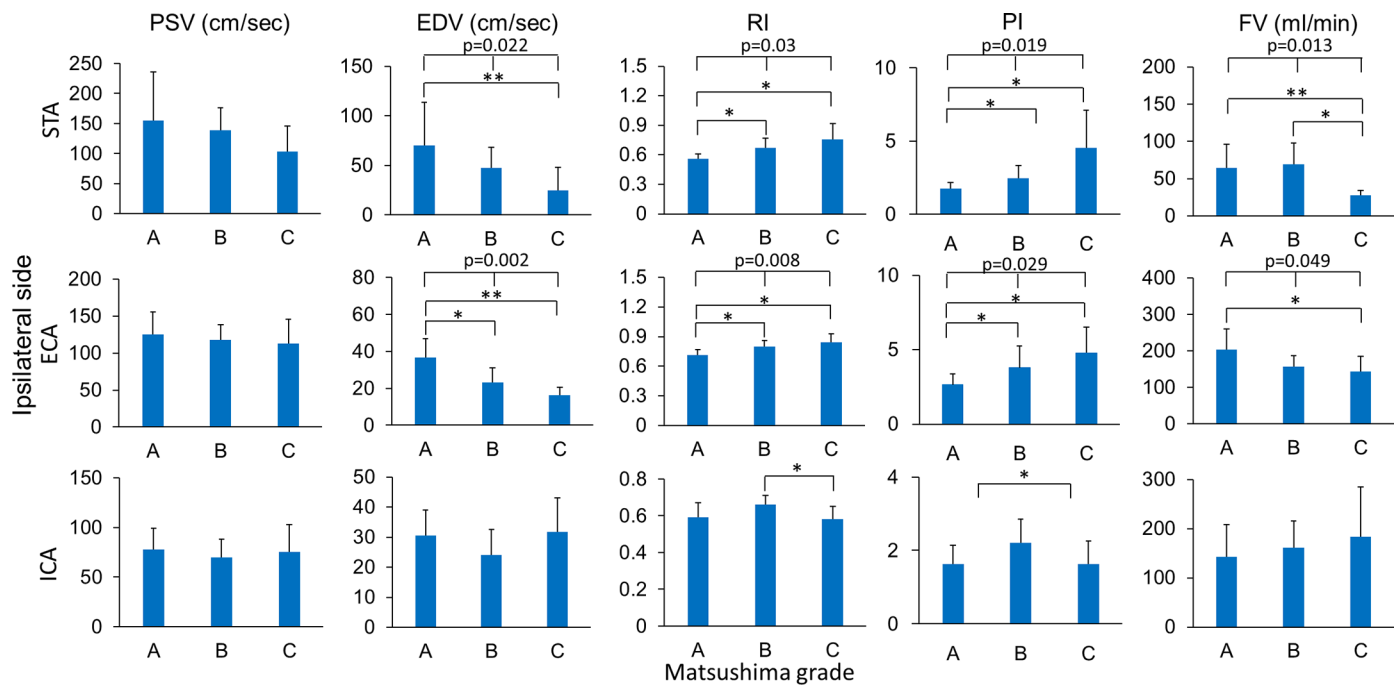 PSV (cm/sec) EDV (cm/sec) RI PI FV (ml/min)
p=0.022 p=0.03 p=0.019 p=0.013
** * * * * ** *
STA
250 200 150 100 50 0
150 100 50 0
1.5 1.2 0.9 0.6 0.3 0
10 5 0
200 150 100 50 0
A B C A B C A B C A B C A B C
Ipsilateral side
p=0.002 p=0.008 p=0.029 p=0.049
** * * * * * *
ECA
200 150 100 50 0
80 60 40 20 0
1.5 1.2 0.9 0.6 0.3 0
10 5 0
400 300 200 100 0
A B C A B C A B C A B C A B C
* *
ICA
150 100 50 0
50 40 30 20 10 0
0.8 0.6 0.4 0.2 0
4 2 0
300 200 100 0
A B C A B C A B C A B C A B C
Matsushima grade